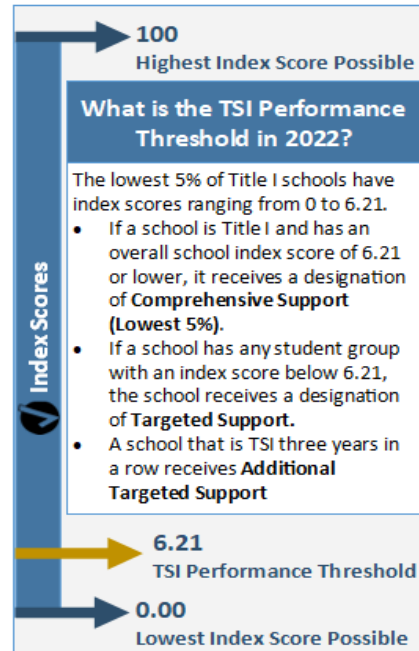 100
Highest Index Score Possible
What is the TSI Performance
Threshold in 2022?
The lowest 5% of Title I schools have
index scores ranging from 0 to 6.21.
• If a school is Title I and has an
overall school index score of 6.21
or lower, it receives a designation
of Comprehensive Support
(Lowest 5%).
• If a school has any student group
with an index score below 6.21,
the school receives a designation
of Targeted Support.
• A school that is TSI three years in
a row receives Additional
Targeted Support
Index Scores
6.21
TSI Performance Threshold
0.00
Lowest Index Score Possible